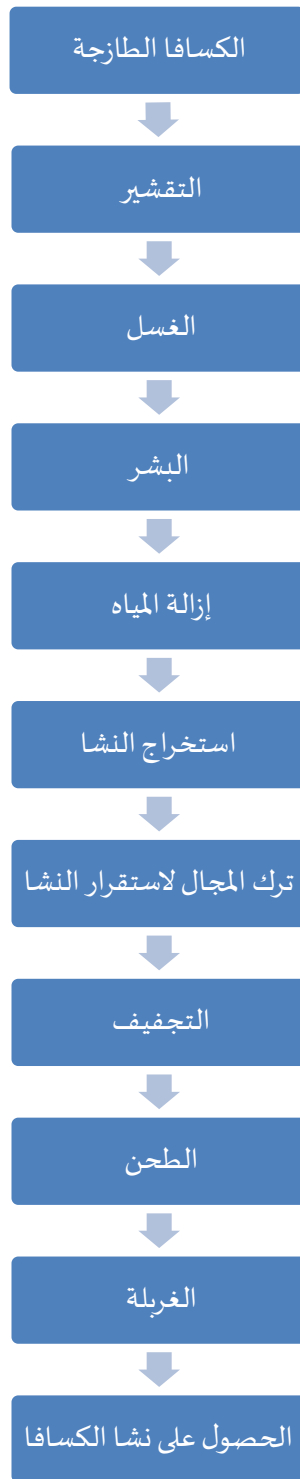 الكسافا الطازجة
التقشير
الغسل
البشر
إزالة المياه
استخراج النشا
ترك المجال لاستقرار النشا
التجفيف
الطحن
الغربلة
الحصول على نشا الكسافا